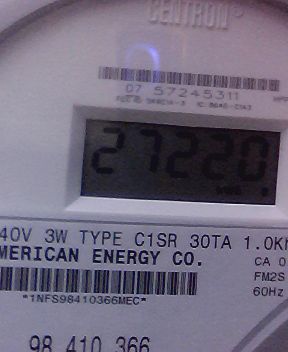 CENTRON
07 57245311
27220
40V 3W TYPE C1SR 30TA 1.0K
MERICAN ENERGY CO.
CA 0
FM2S
60Hz
*1NFS98410366MEC*
98 410 366